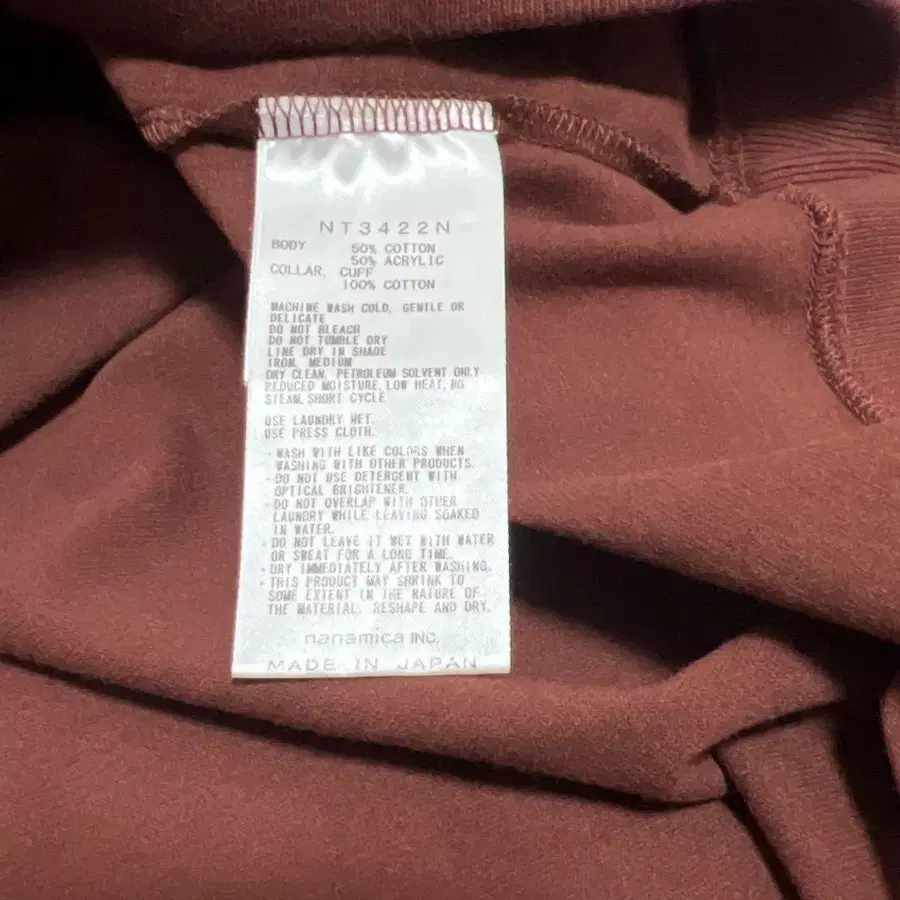 NT3422N
BODY 50% COTTON
50% ACRYLIC
COLLAR, CUFF
100% COTTON
MACHINE WASH COLD, GENTLE OR
DELICATE
DO NOT BLEACH
DO NOT TUMBLE DRY
LINE DRY IN SHADE
IRON, MEDIUM
DRY CLEAN, PETROLEUM SOLVENT ONLY
REDUCED MOISTURE, LOW HEAT, NO
STEAM, SHORT CYCLE
USE LAUNDRY NET.
USE PRESS CLOTH.
・WASH WITH LIKE COLORS WHEN
WASHING WITH OTHER PRODUCTS.
・DO NOT USE DETERGENT WITH
OPTICAL BRIGHTENER.
・DO NOT OVERLAP WITH OTHER
LAUNDRY WHILE LEAVING SOAKED
IN WATER.
・DO NOT LEAVE IT WET WITH WATER
OR SWEAT FOR A LONG TIME.
・DRY IMMEDIATELY AFTER WASHING.
・THIS PRODUCT MAY SHRINK TO
SOME EXTENT IN THE NATURE OF
THE MATERIAL. RESHAPE AND DRY.
nanamica INC.
MADE IN JAPAN